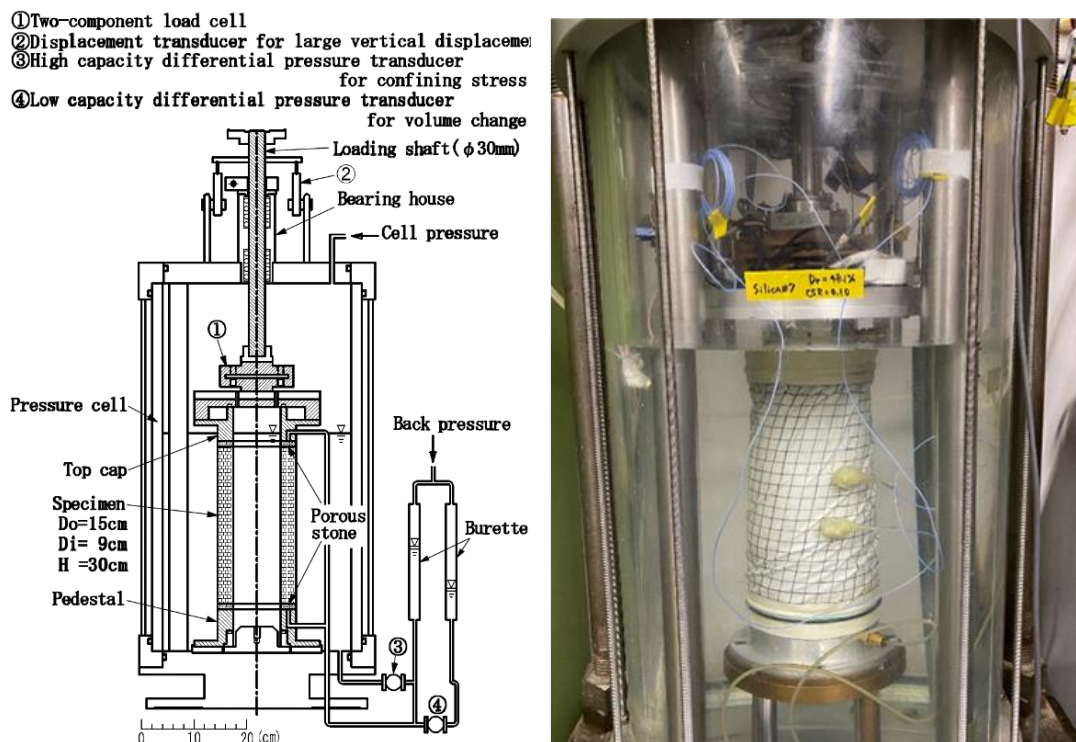 ①Two-component load cell
②Displacement transducer for large vertical displaceme
③High capacity differential pressure transducer
for confining stress
④Low capacity differential pressure transducer
for volume change
Loading shaft(φ30mm)
②
Bearing house
Cell pressure
①
Pressure cell
Back pressure
Top cap
Specimen
Do=15cm
Di= 9cm
H =30cm
Porous
stone
Burette
Pedestal
③
④
0 10 20 (cm)
Silica#7
CSR=0.10